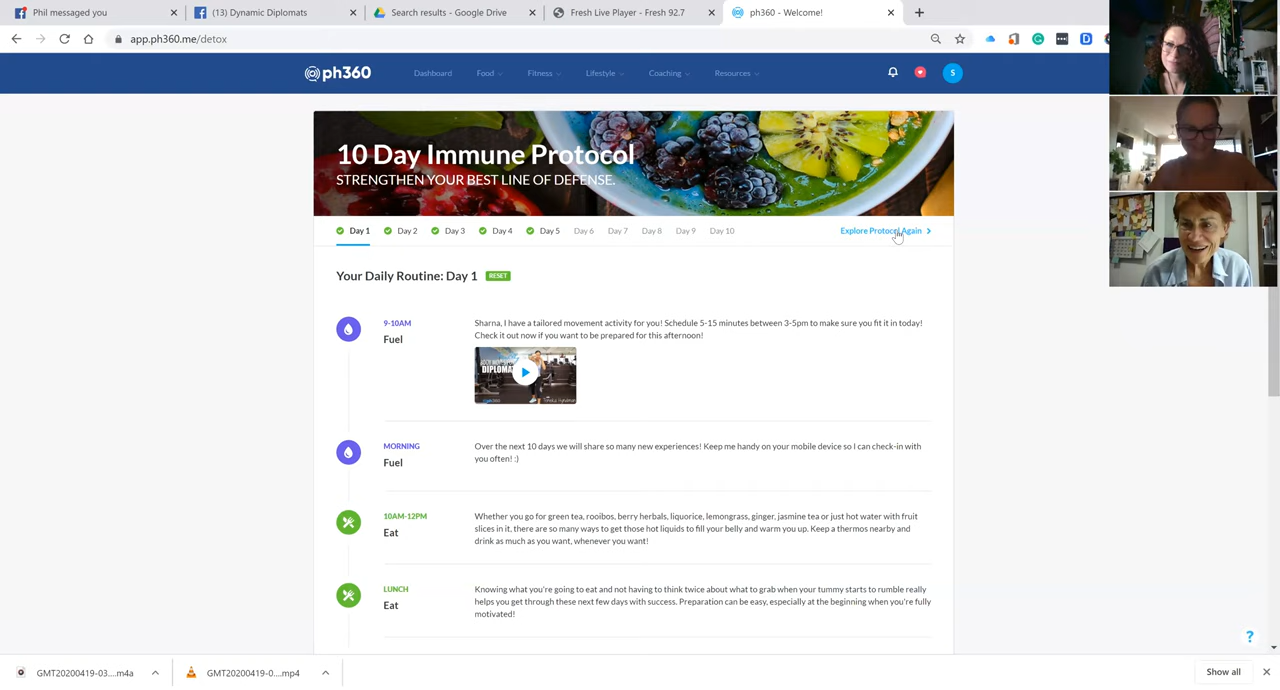 Phil messaged you
(13) Dynamic Diplomats
Search results - Google Drive
Fresh Live Player - Fresh 92.7
ph360 - Welcome!
app.ph360.me/detox
ph360
Dashboard
Food
Fitness
Lifestyle
Coaching
Resources
S
10 Day Immune Protocol
STRENGTHEN YOUR BEST LINE OF DEFENSE.
Day 1
Day 2
Day 3
Day 4
Day 5
Day 6
Day 7
Day 8
Day 9
Day 10
Explore Protocol Again
Your Daily Routine: Day 1
RESET
9-10AM
Fuel
Sharna, I have a tailored movement activity for you! Schedule 5-15 minutes between 3-5pm to make sure you fit it in today!
Check it out now if you want to be prepared for this afternoon!
MORNING
Fuel
Over the next 10 days we will share so many new experiences! Keep me handy on your mobile device so I can check-in with
you often! :)
10AM-12PM
Eat
Whether you go for green tea, rooibos, berry herbals, liquorice, lemongrass, ginger, jasmine tea or just hot water with fruit
slices in it, there are so many ways to get those hot liquids to fill your belly and warm you up. Keep a thermos nearby and
drink as much as you want, whenever you want!
LUNCH
Eat
Knowing what you're going to eat and not having to think twice about what to grab when your tummy starts to rumble really
helps you get through these next few days with success. Preparation can be easy, especially at the beginning when you're fully
motivated!
?
GMT20200419-03....m4a
GMT20200419-0....mp4
Show all